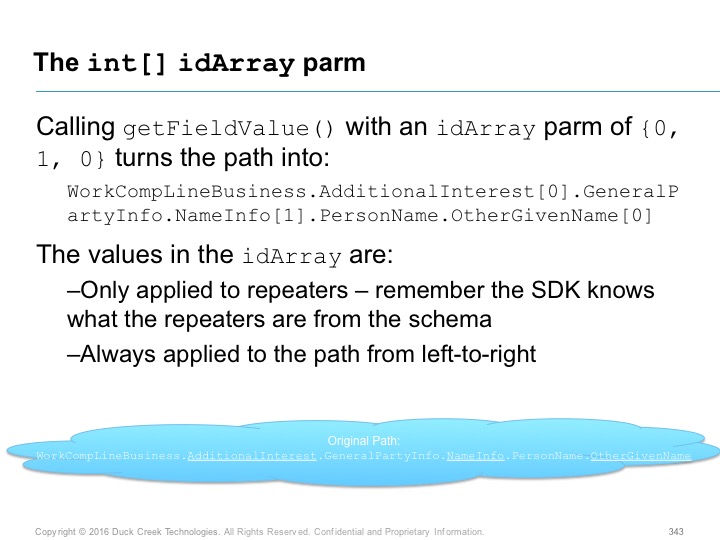 The int[] idArray parm
Calling getFieldValue() with an idArray parm of {0,
1, 0} turns the path into:
WorkCompLineBusiness.AdditionalInterest[0].GeneralP
artyInfo.NameInfo[1].PersonName.OtherGivenName[0]
The values in the idArray are:
–Only applied to repeaters – remember the SDK knows
what the repeaters are from the schema
–Always applied to the path from left-to-right
Original Path:
WorkCompLineBusiness.AdditionalInterest.GeneralPartyInfo.NameInfo.PersonName.OtherGivenName
Copyright © 2016 Duck Creek Technologies. All Rights Reserved. Confidential and Proprietary Information.
343